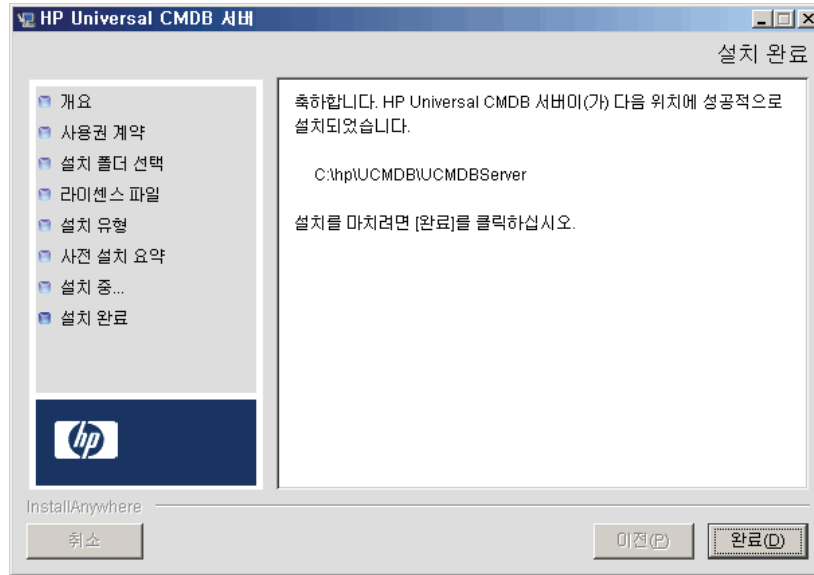 HP Universal CMDB 서버
설치 완료
개요
사용권 계약
설치 폴더 선택
라이센스 파일
설치 유형
사전 설치 요약
설치 중...
설치 완료
축하합니다. HP Universal CMDB 서버이(가) 다음 위치에 성공적으로
설치되었습니다.
C:\hp\UCMDB\UCMDBServer
설치를 마치려면 [완료]를 클릭하십시오.
hp
InstallAnywhere
취소
이전(P)
완료(D)